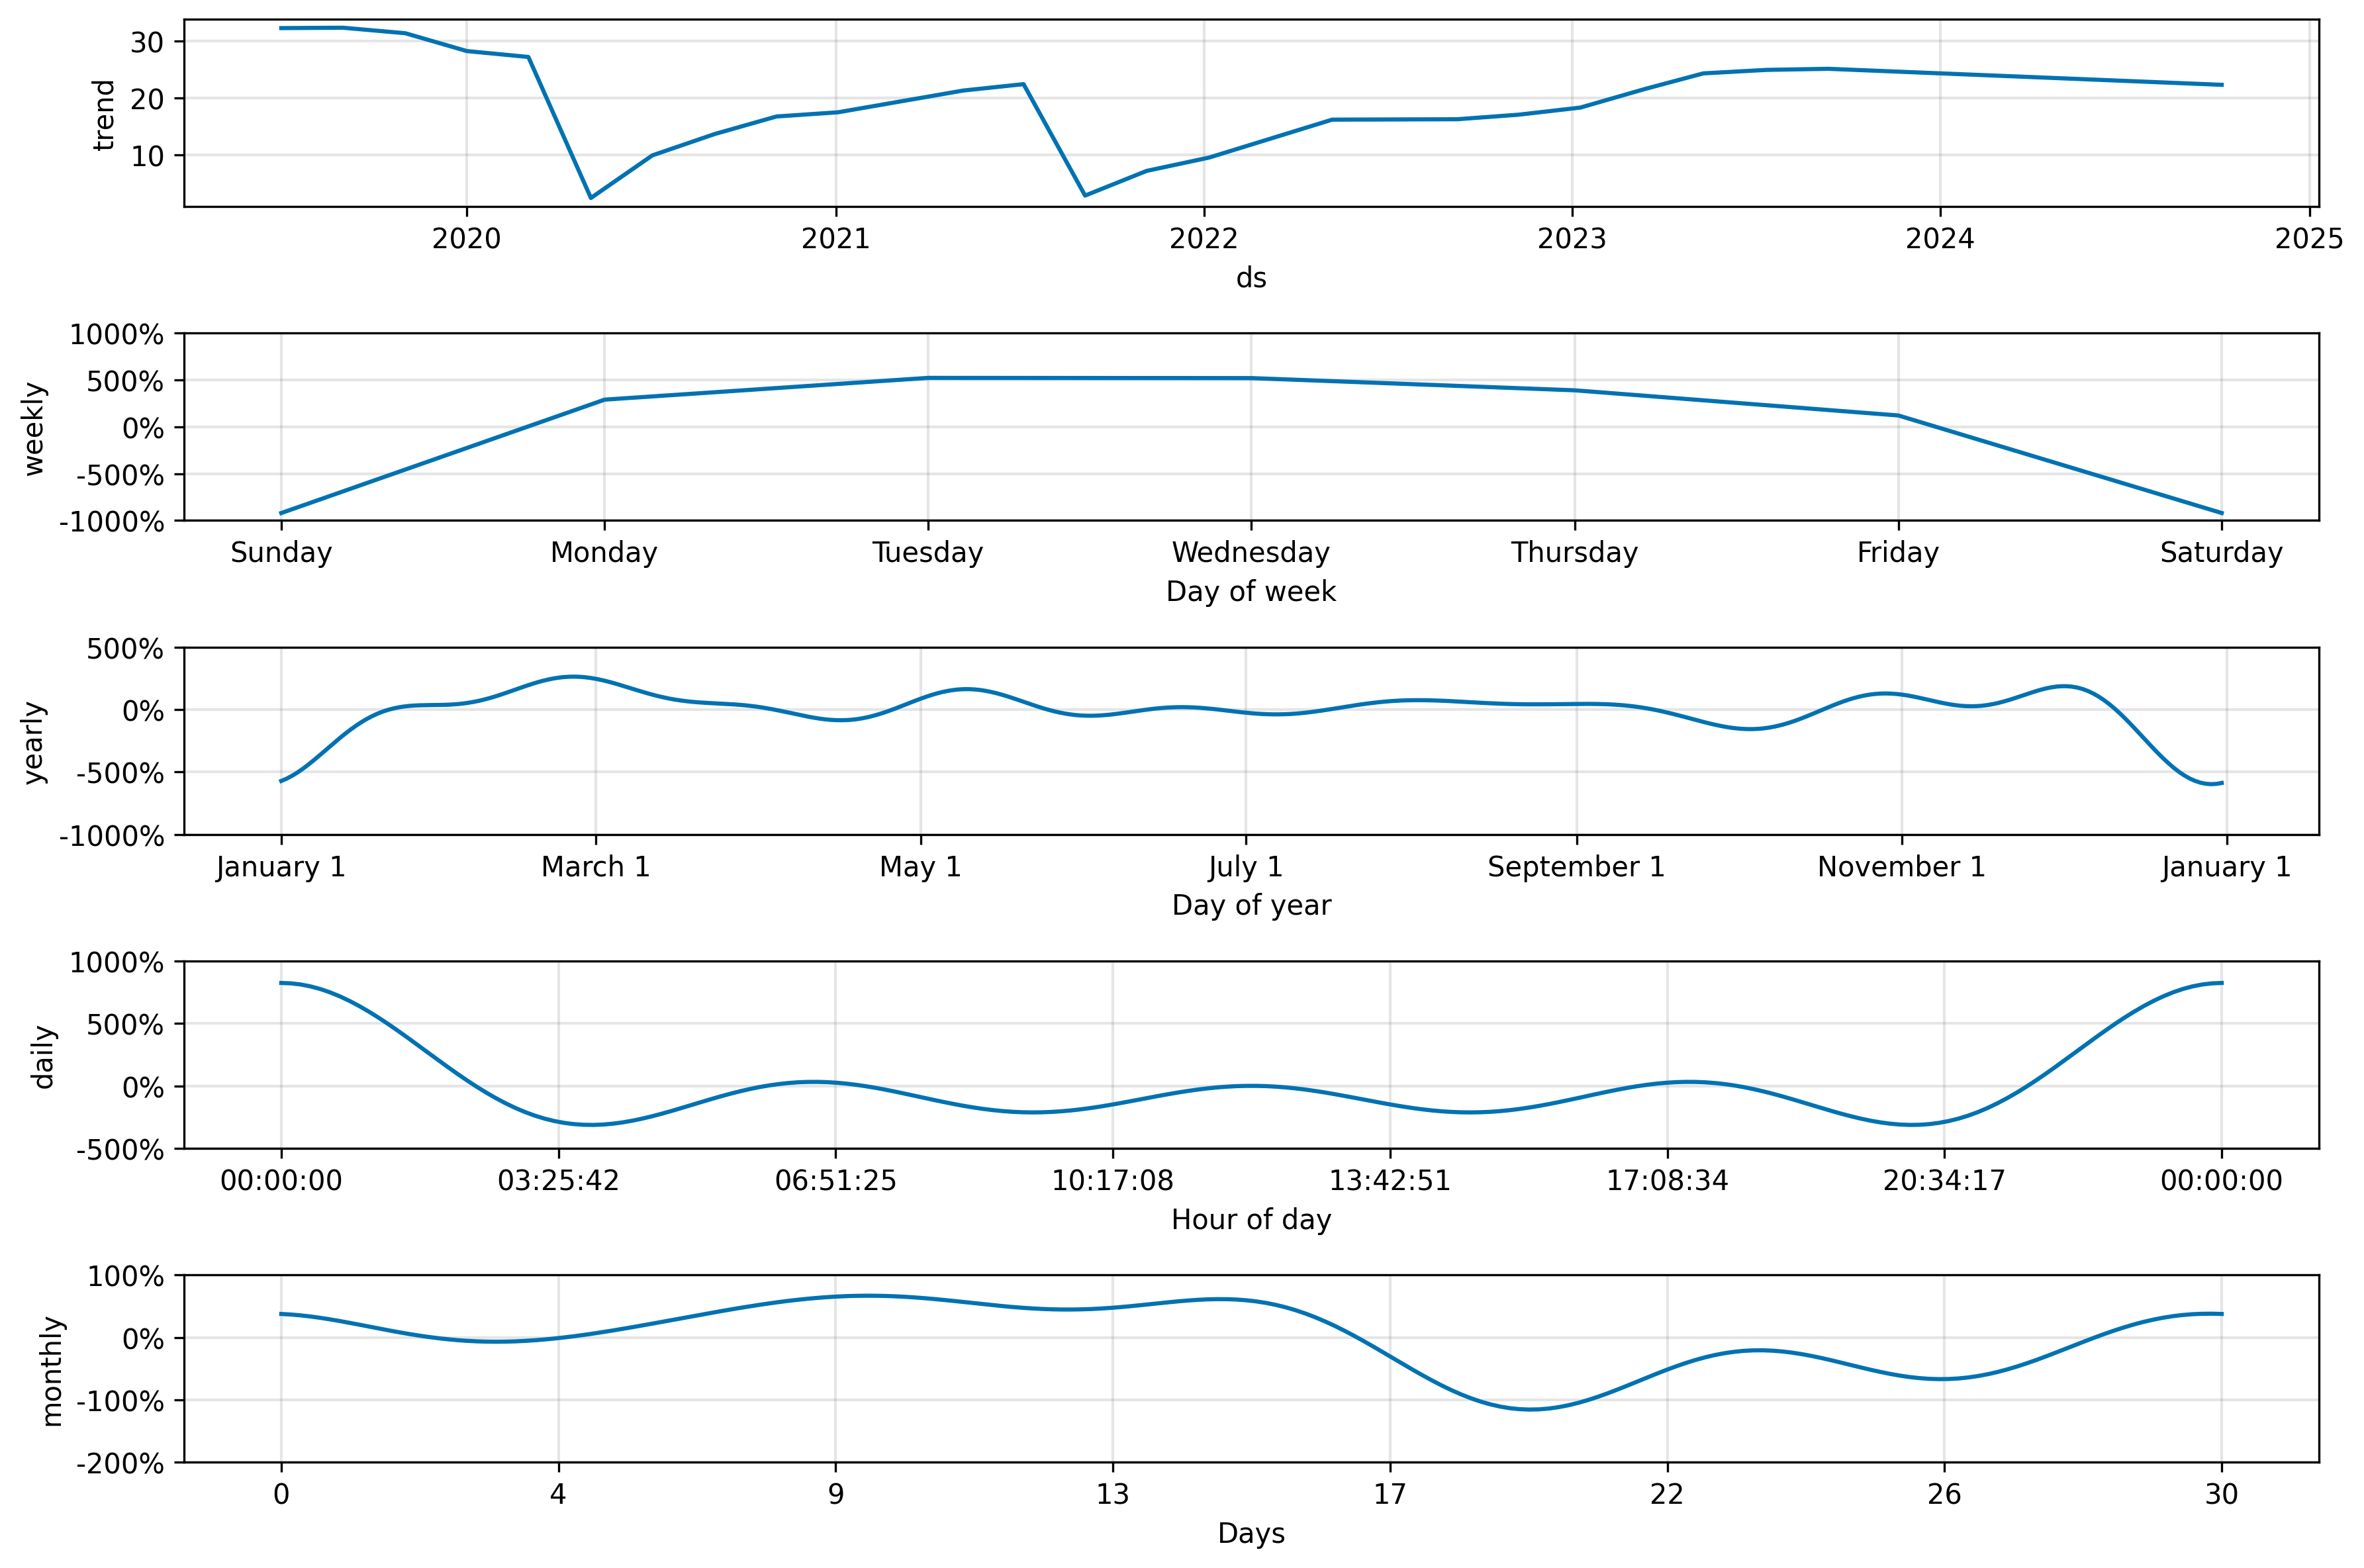 trend
30
20
10
2020 2021 2022 2023 2024 2025
ds
weekly
1000%
500%
0%
-500%
-1000%
Sunday Monday Tuesday Wednesday Thursday Friday Saturday
Day of week
yearly
500%
0%
-500%
-1000%
January 1 March 1 May 1 July 1 September 1 November 1 January 1
Day of year
daily
1000%
500%
0%
-500%
00:00:00 03:25:42 06:51:25 10:17:08 13:42:51 17:08:34 20:34:17 00:00:00
Hour of day
monthly
100%
0%
-100%
-200%
0 4 9 13 17 22 26 30
Days